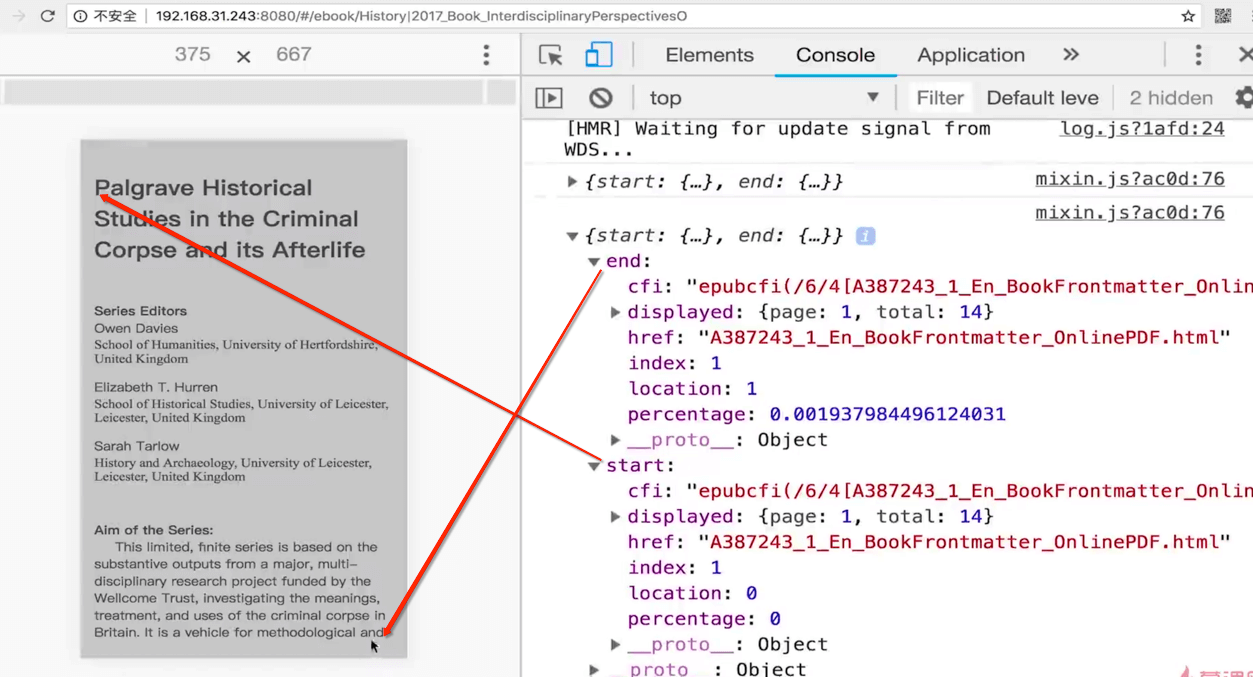 不安全
192.168.31.243:8080/#/ebook/History|2017_Book_InterdisciplinaryPerspectivesO
375 × 667
Elements Console Application »
top Filter Default leve 2 hidden
[HMR] Waiting for update signal from log.js?1afd:24
WDS...
{start: {…}, end: {…}} mixin.js?ac0d:76
mixin.js?ac0d:76
{start: {…}, end: {…}} i
end:
cfi: "epubcfi(/6/4[A387243_1_En_BookFrontmatter_Onlin
displayed: {page: 1, total: 14}
href: "A387243_1_En_BookFrontmatter_OnlinePDF.html"
index: 1
location: 1
percentage: 0.001937984496124031
__proto__: Object
start:
cfi: "epubcfi(/6/4[A387243_1_En_BookFrontmatter_Onlin
displayed: {page: 1, total: 14}
href: "A387243_1_En_BookFrontmatter_OnlinePDF.html"
index: 1
location: 0
percentage: 0
__proto__: Object
__proto__: Object
Palgrave Historical
Studies in the Criminal
Corpse and its Afterlife
Series Editors
Owen Davies
School of Humanities, University of Hertfordshire,
United Kingdom
Elizabeth T. Hurren
School of Historical Studies, University of Leicester,
Leicester, United Kingdom
Sarah Tarlow
History and Archaeology, University of Leicester,
Leicester, United Kingdom
Aim of the Series:
This limited, finite series is based on the
substantive outputs from a major, multi–
disciplinary research project funded by the
Wellcome Trust, investigating the meanings,
treatment, and uses of the criminal corpse in
Britain. It is a vehicle for methodological and